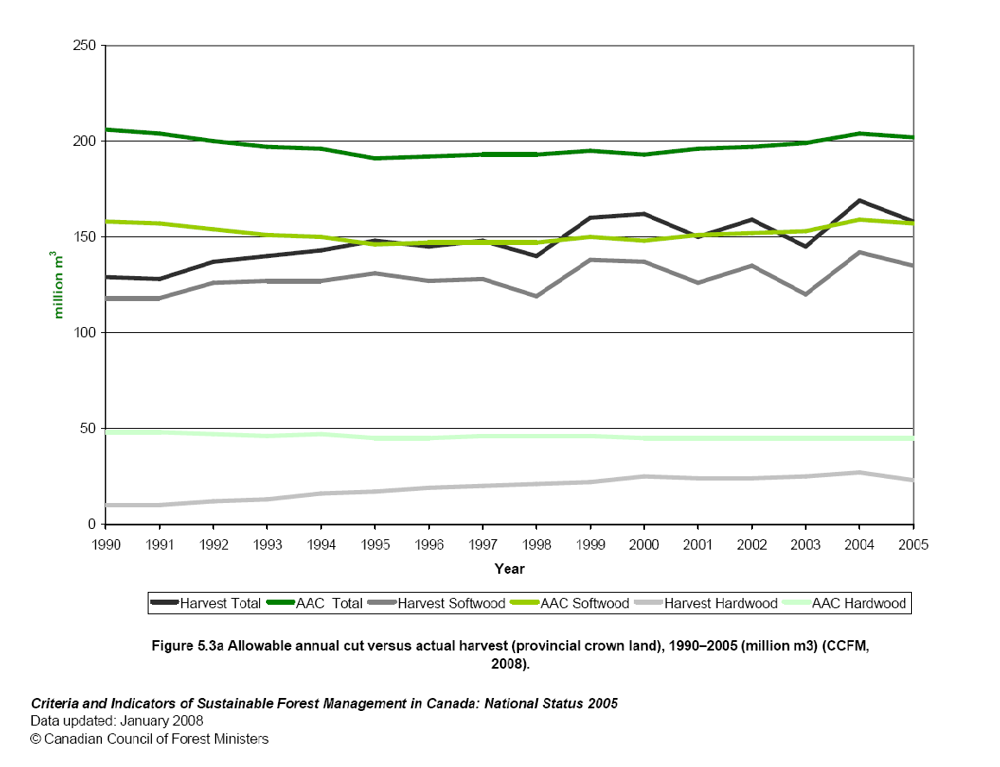 250
200
150
100
50
0
million m³
1990 1991 1992 1993 1994 1995 1996 1997 1998 1999 2000 2001 2002 2003 2004 2005
Year
Harvest Total AAC Total Harvest Softwood AAC Softwood Harvest Hardwood AAC Hardwood
Figure 5.3a Allowable annual cut versus actual harvest (provincial crown land), 1990–2005 (million m3) (CCFM,
2008).
Criteria and Indicators of Sustainable Forest Management in Canada: National Status 2005
Data updated: January 2008
© Canadian Council of Forest Ministers